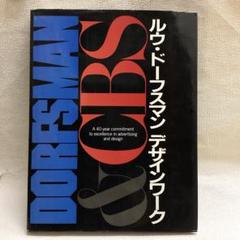 DORFSMAN
&CBS
A 40-year commitment
to excellence in advertising
and design
ルウ・ドーフスマン デザインワーク